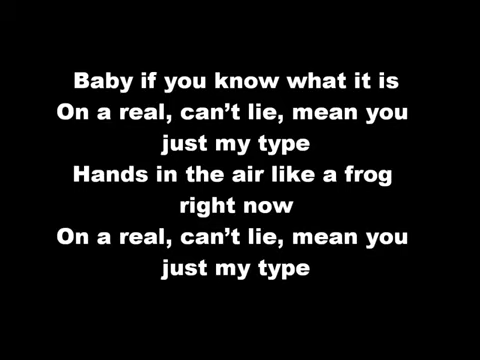 Baby if you know what it is
On a real, can’t lie, mean you
just my type
Hands in the air like a frog
right now
On a real, can’t lie, mean you
just my type